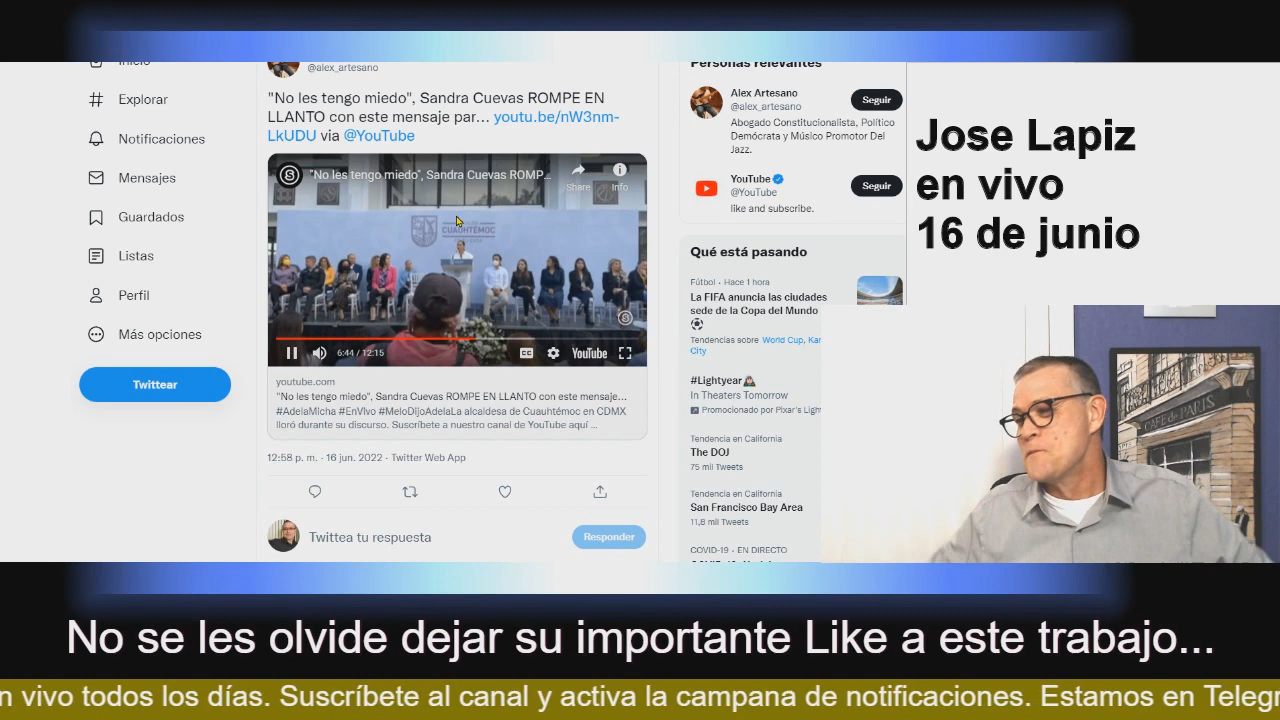 Inicio
Explorar
Notificaciones
Mensajes
Guardados
Listas
Perfil
Más opciones
Twittear
@alex_artesano
"No les tengo miedo", Sandra Cuevas ROMPE EN
LLANTO con este mensaje par... youtu.be/nW3nm-
LkUDU via @YouTube
"No les tengo miedo", Sandra Cuevas ROMP...
Share
Info
CUAUHTÉMOC
6:44 / 12:15
CC
YouTube
youtube.com
"No les tengo miedo", Sandra Cuevas ROMPE EN LLANTO con este mensaje...
#AdelaMicha #EnVivo #MeloDijoAdelaLa alcaldesa de Cuauhtémoc en CDMX
lloró durante su discurso. Suscríbete a nuestro canal de YouTube aquí ...
12:58 p. m. · 16 jun. 2022 · Twitter Web App
Twittea tu respuesta
Responder
Personas relevantes
Alex Artesano
@alex_artesano
Seguir
Abogado Constitucionalista, Político
Demócrata y Músico Promotor Del
Jazz.
YouTube
@YouTube
Seguir
like and subscribe.
Qué está pasando
Fútbol · Hace 1 hora
La FIFA anuncia las ciudades
sede de la Copa del Mundo
Tendencias sobre World Cup, Kan
City
#Lightyear
In Theaters Tomorrow
Promocionado por Pixar's Light
Tendencia en California
The DOJ
75 mil Tweets
Tendencia en California
San Francisco Bay Area
11,8 mil Tweets
COVID-19 · EN DIRECTO
Jose Lapiz
en vivo
16 de junio
CAFE de PARIS
No se les olvide dejar su importante Like a este trabajo...
n vivo todos los días. Suscríbete al canal y activa la campana de notificaciones. Estamos en Telegr